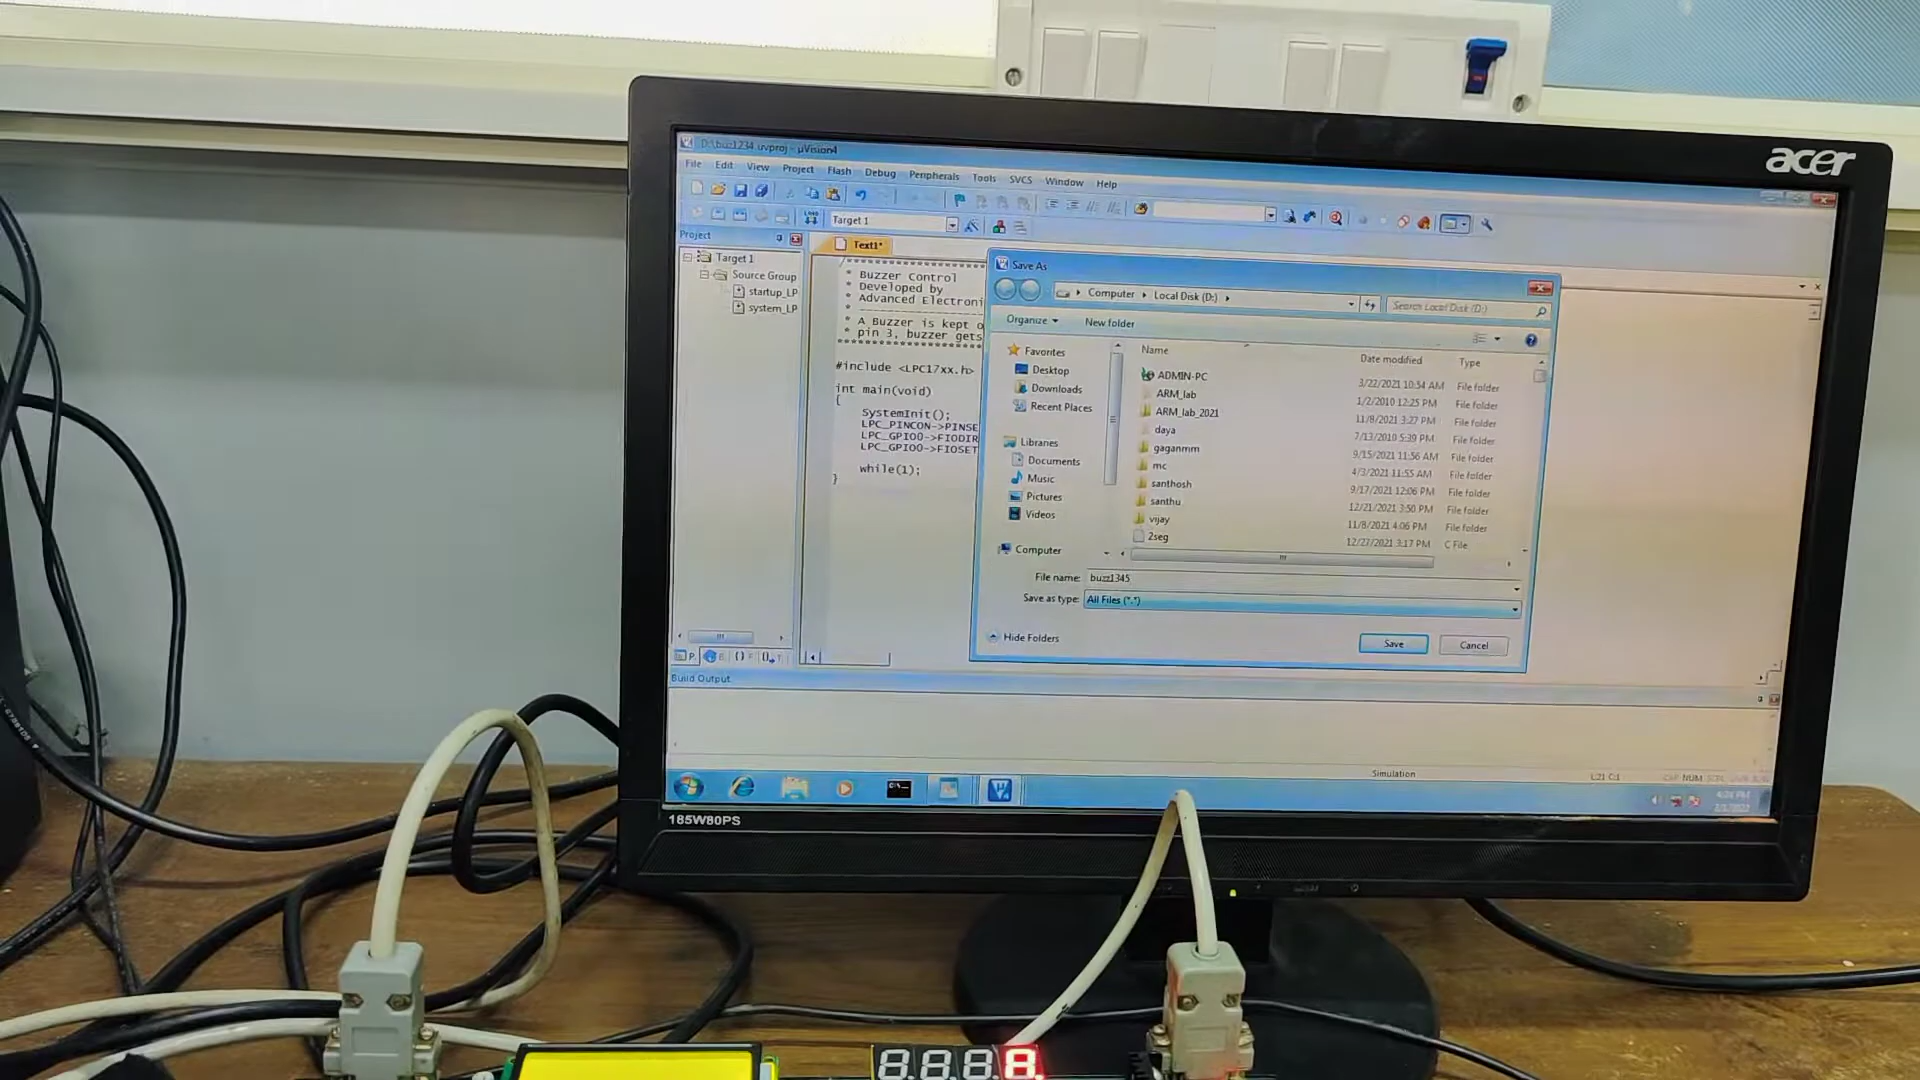 acer
D:\buz1234.uvproj - µVision4
File Edit View Project Flash Debug Peripherals Tools SVCS Window Help
Target 1
Project
Target 1
Source Group
startup_LP
system_LP
Text1*
* Buzzer Control
* Developed by
* Advanced Electroni
* A Buzzer is kept o
* pin 3, buzzer gets
#include <LPC17xx.h>
int main(void)
{
SystemInit();
LPC_PINCON->PINSE
LPC_GPIO0->FIODIR
LPC_GPIO0->FIOSET
while(1);
}
Save As
Computer Local Disk (D:)
Search Local Disk (D:)
Organize New folder
Favorites
Desktop
Downloads
Recent Places
Libraries
Documents
Music
Pictures
Videos
Computer
Name Date modified Type
ADMIN-PC 3/22/2021 10:54 AM File folder
ARM_lab 1/2/2010 12:25 PM File folder
ARM_lab_2021 11/8/2021 3:27 PM File folder
daya 7/13/2010 5:39 PM File folder
gaganmm 9/15/2021 11:56 AM File folder
mc 4/3/2021 11:55 AM File folder
santhosh 9/17/2021 12:06 PM File folder
santhu 12/21/2021 3:50 PM File folder
vijay 11/8/2021 4:06 PM File folder
2seg 12/27/2021 3:17 PM C File
File name: buzz1345
Save as type: All Files (*.*)
Hide Folders
Save Cancel
Build Output
Simulation L:21 C:1 NUM
185W80PS
8.8.8.8.